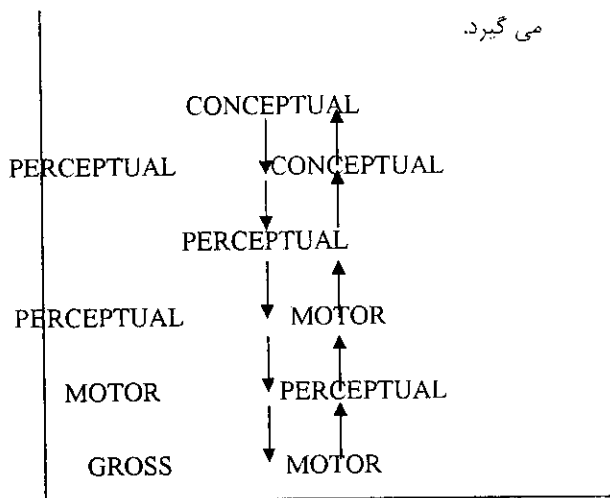 می گیرد.
CONCEPTUAL
PERCEPTUAL CONCEPTUAL
PERCEPTUAL
PERCEPTUAL MOTOR
MOTOR PERCEPTUAL
GROSS MOTOR